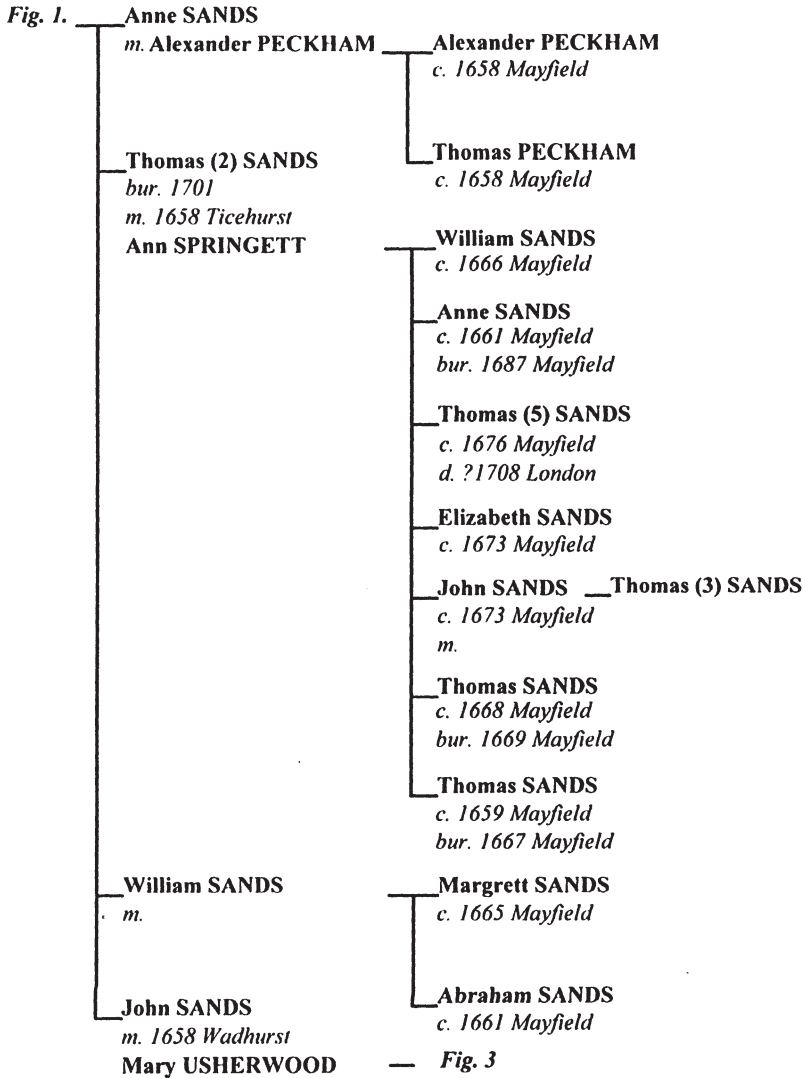 Fig. 1. Anne SANDS
m. Alexander PECKHAM
Alexander PECKHAM
c. 1658 Mayfield
Thomas PECKHAM
c. 1658 Mayfield
Thomas (2) SANDS
bur. 1701
m. 1658 Ticehurst
Ann SPRINGETT
William SANDS
c. 1666 Mayfield
Anne SANDS
c. 1661 Mayfield
bur. 1687 Mayfield
Thomas (5) SANDS
c. 1676 Mayfield
d. ?1708 London
Elizabeth SANDS
c. 1673 Mayfield
John SANDS
c. 1673 Mayfield
m.
Thomas (3) SANDS
Thomas SANDS
c. 1668 Mayfield
bur. 1669 Mayfield
Thomas SANDS
c. 1659 Mayfield
bur. 1667 Mayfield
William SANDS
m.
Margrett SANDS
c. 1665 Mayfield
Abraham SANDS
c. 1661 Mayfield
John SANDS
m. 1658 Wadhurst
Mary USHERWOOD — Fig. 3